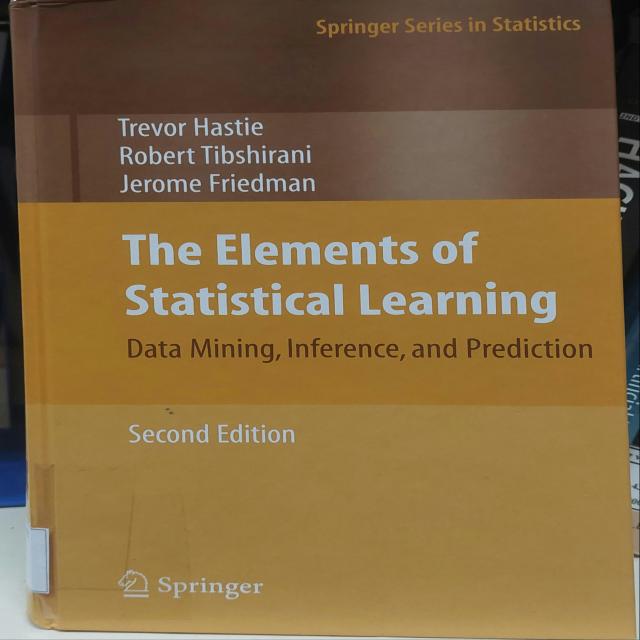 Springer Series in Statistics
Trevor Hastie
Robert Tibshirani
Jerome Friedman
The Elements of
Statistical Learning
Data Mining, Inference, and Prediction
Second Edition
Springer